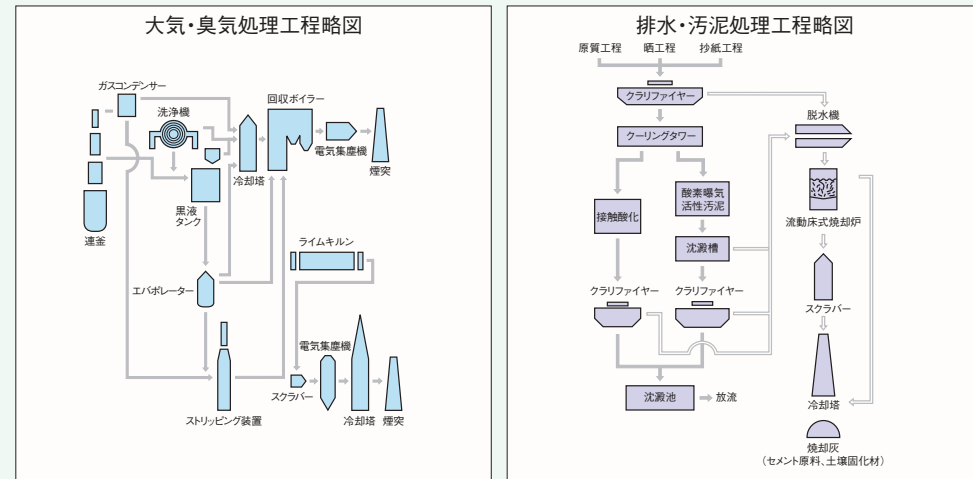 大気・臭気処理工程略図
ガスコンデンサー
洗浄機
回収ボイラー
電気集塵機
煙突
冷却塔
黒液
タンク
連釜
ライムキルン
エバポレーター
電気集塵機
スクラバー
ストリッピング装置
冷却塔
煙突
排水・汚泥処理工程略図
原質工程
晒工程
抄紙工程
クラリファイヤー
脱水機
クーリングタワー
酸素曝気
活性汚泥
接触酸化
流動床式焼却炉
沈澱槽
クラリファイヤー
クラリファイヤー
スクラバー
沈澱池
放流
冷却塔
焼却灰
(セメント原料、土壌固化材)